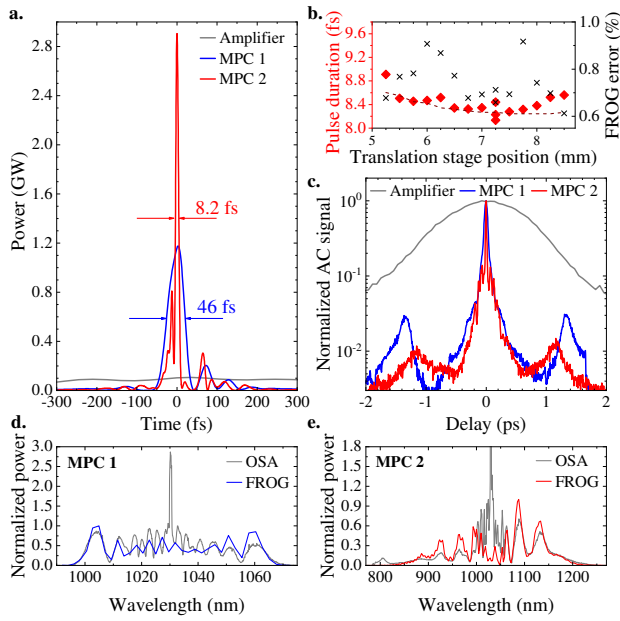 a.
Power (GW)
2.8
2.4
2.0
1.6
1.2
0.8
0.4
0.0
-300 -200 -100 0 100 200 300
Time (fs)
Amplifier
MPC 1
MPC 2
8.2 fs
46 fs
b.
Pulse duration (fs)
9.6
9.2
8.8
8.4
8.0
5 6 7 8
Translation stage position (mm)
1.0
0.8
0.6
FROG error (%)
c.
Amplifier MPC 1 MPC 2
Normalized AC signal
10⁰
10⁻¹
10⁻²
-2 -1 0 1 2
Delay (ps)
d.
MPC 1
OSA
FROG
Normalized power
3.0
2.5
2.0
1.5
1.0
0.5
0.0
1000 1020 1040 1060
Wavelength (nm)
e.
MPC 2
OSA
FROG
Normalized power
1.8
1.5
1.2
0.9
0.6
0.3
0.0
800 900 1000 1100 1200
Wavelength (nm)